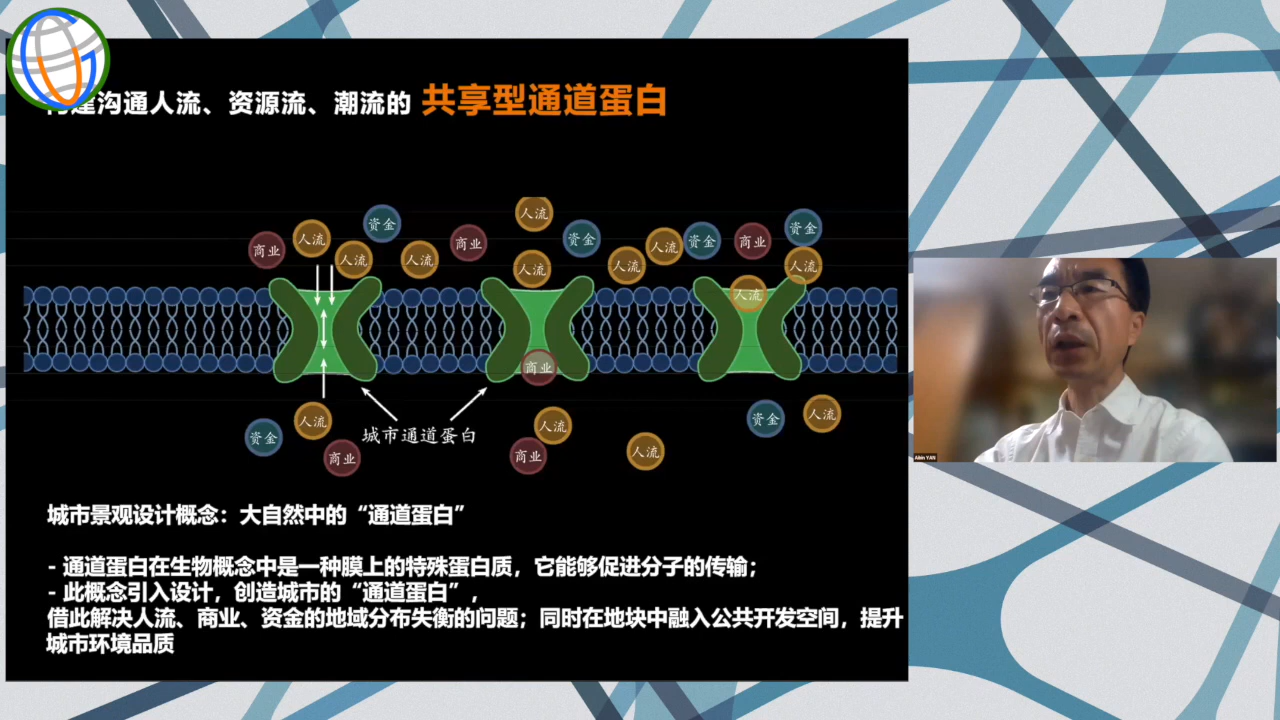 沟通人流、资源流、潮流的 共享型通道蛋白
人流
资金
人流
商业
人流
商业
人流
资金
人流
资金
商业
资金
人流
人流
人流
人流
人流
商业
人流
资金
人流
商业
城市通道蛋白
人流
商业
人流
资金
人流
城市景观设计概念：大自然中的“通道蛋白”
- 通道蛋白在生物概念中是一种膜上的特殊蛋白质，它能够促进分子的传输；
- 此概念引入设计，创造城市的“通道蛋白”，
借此解决人流、商业、资金的地域分布失衡的问题；同时在地块中融入公共开发空间，提升
城市环境品质
Albin YAN